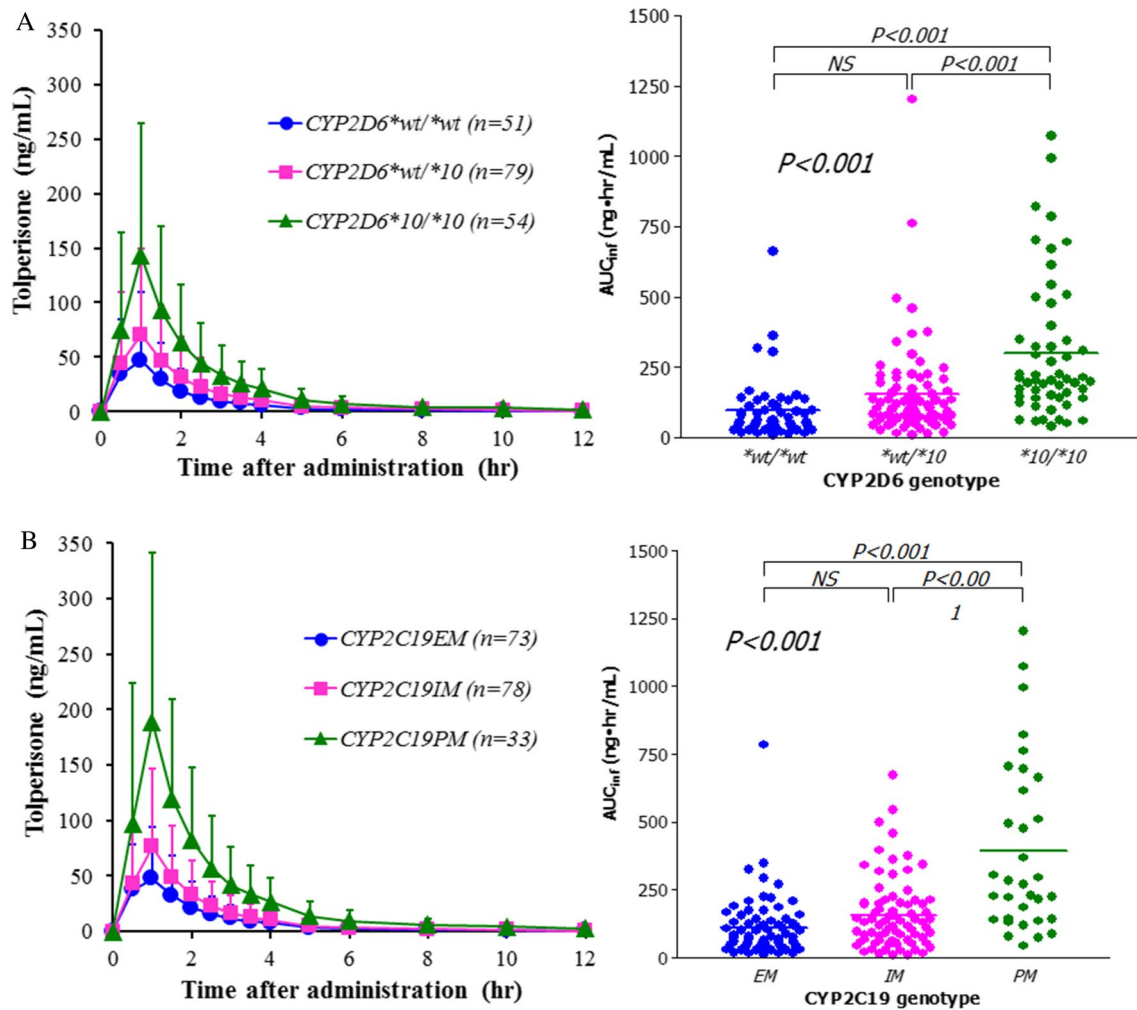 A
350
300
250
200
150
100
50
0
Tolperisone (ng/mL)
CYP2D6*wt/*wt (n=51)
CYP2D6*wt/*10 (n=79)
CYP2D6*10/*10 (n=54)
0 2 4 6 8 10 12
Time after administration (hr)
1500
1250
1000
750
500
250
0
AUCinf (ng•hr/mL)
P<0.001
NS P<0.001
P<0.001
*wt/*wt *wt/*10 *10/*10
CYP2D6 genotype
B
350
300
250
200
150
100
50
0
Tolperisone (ng/mL)
CYP2C19EM (n=73)
CYP2C19IM (n=78)
CYP2C19PM (n=33)
0 2 4 6 8 10 12
Time after administration (hr)
1500
1250
1000
750
500
250
0
AUCinf (ng•hr/mL)
P<0.001
NS P<0.00
1
P<0.001
EM IM PM
CYP2C19 genotype